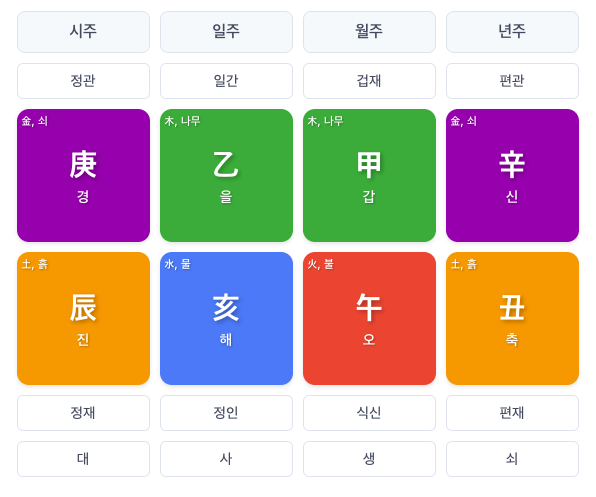 시주 일주 월주 년주
정관 일간 겁재 편관
金, 쇠 木, 나무 木, 나무 金, 쇠
庚 乙 甲 辛
경 을 갑 신
土, 흙 水, 물 火, 불 土, 흙
辰 亥 午 丑
진 해 오 축
정재 정인 식신 편재
대 사 생 쇠